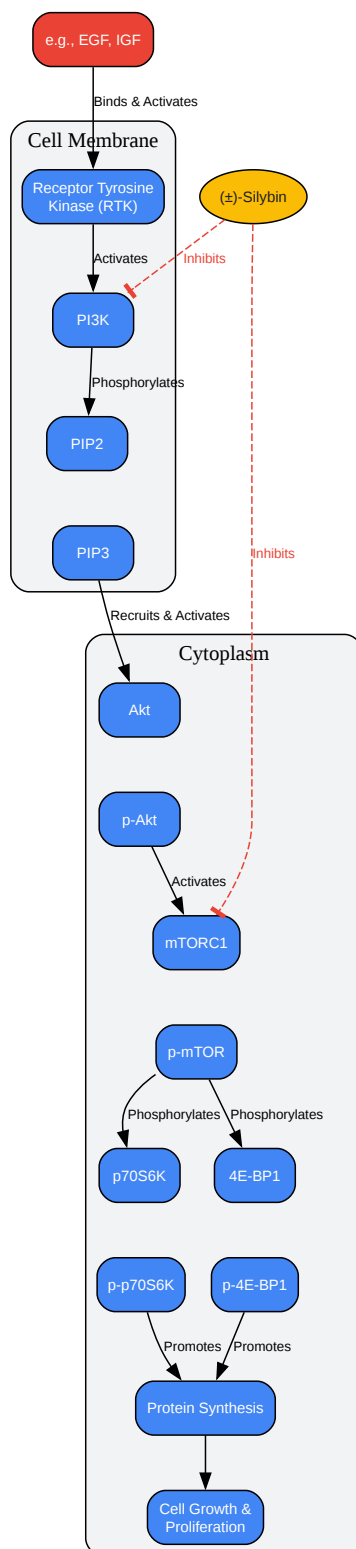 e.g., EGF, IGF
Binds & Activates
Cell Membrane
Receptor Tyrosine
Kinase (RTK)
(±)-Silybin
Activates
Inhibits
PI3K
Phosphorylates
PIP2
PIP3
Inhibits
Recruits & Activates
Cytoplasm
Akt
p-Akt
Activates
mTORC1
p-mTOR
Phosphorylates
Phosphorylates
p70S6K
4E-BP1
p-p70S6K
p-4E-BP1
Promotes
Promotes
Protein Synthesis
Cell Growth &
Proliferation